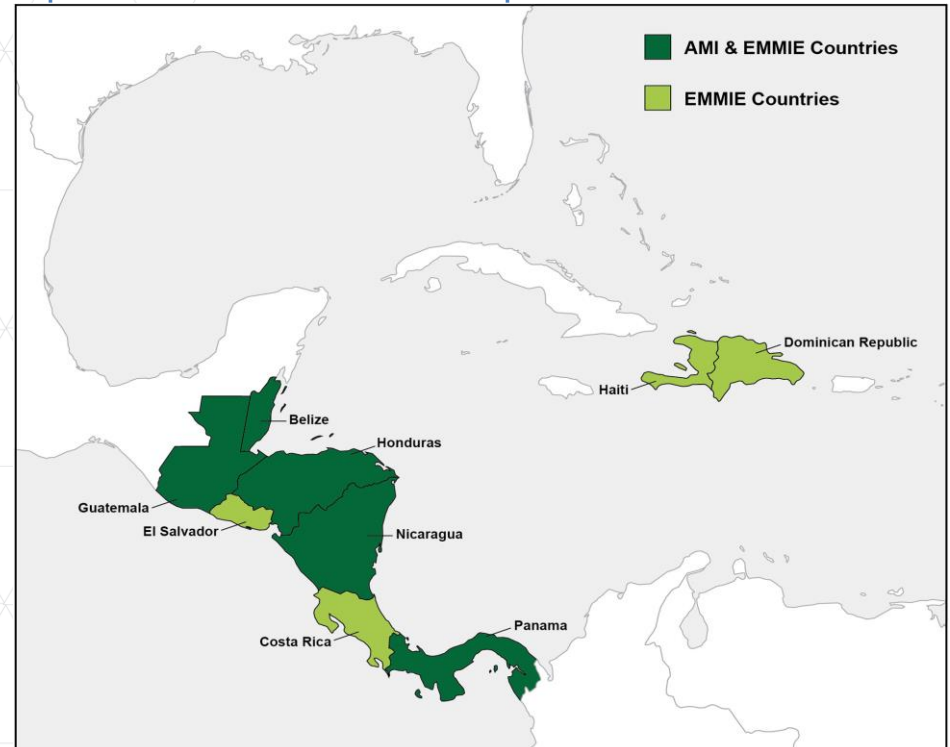 AMI & EMMIE Countries
EMMIE Countries
Dominican Republic
Haiti
Belize
Honduras
Guatemala
El Salvador
Nicaragua
Costa Rica
Panama